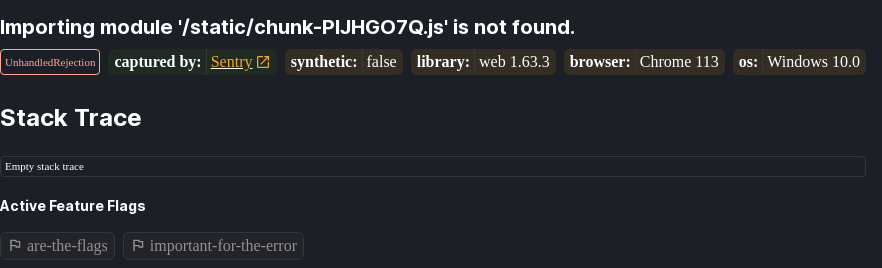 Importing module '/static/chunk-PIJHGO7Q.js' is not found.
UnhandledRejection captured by: Sentry synthetic: false library: web 1.63.3 browser: Chrome 113 os: Windows 10.0
Stack Trace
Empty stack trace
Active Feature Flags
are-the-flags important-for-the-error